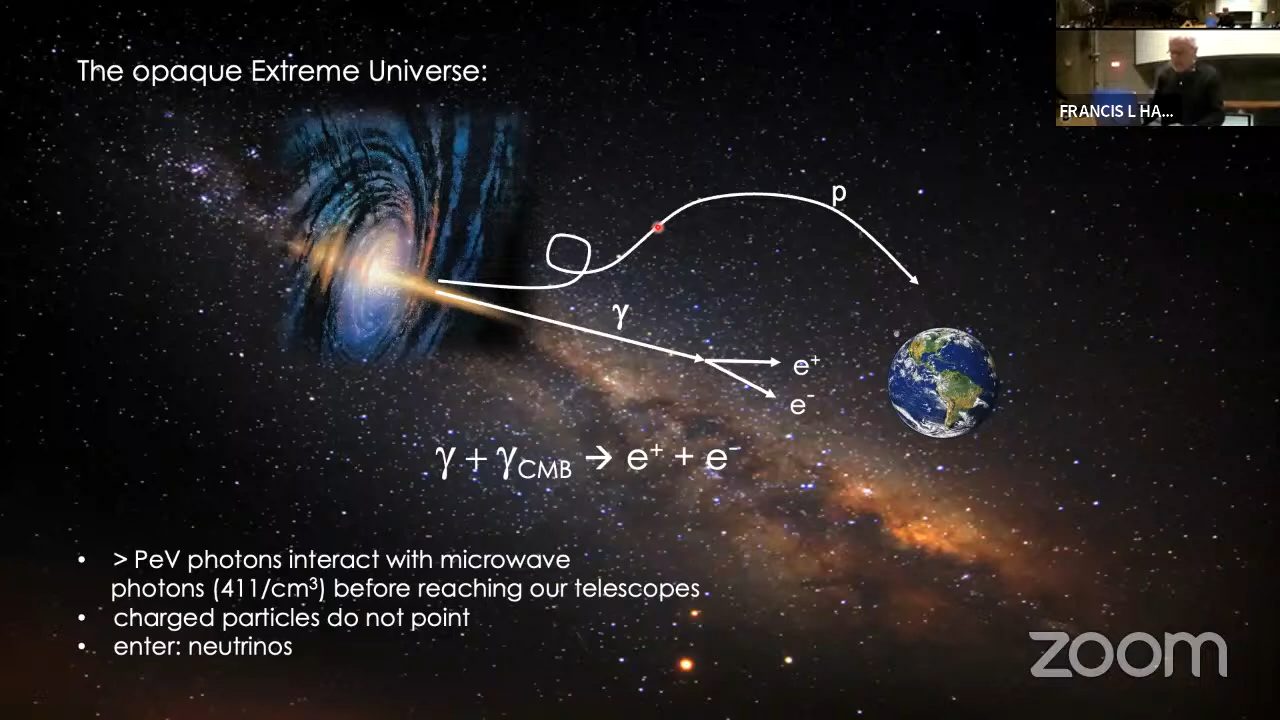 The opaque Extreme Universe:
FRANCIS L HA...
p
γ
e⁺
e⁻
γ + γCMB → e⁺ + e⁻
• > PeV photons interact with microwave
photons (411/cm³) before reaching our telescopes
• charged particles do not point
• enter: neutrinos
zoom